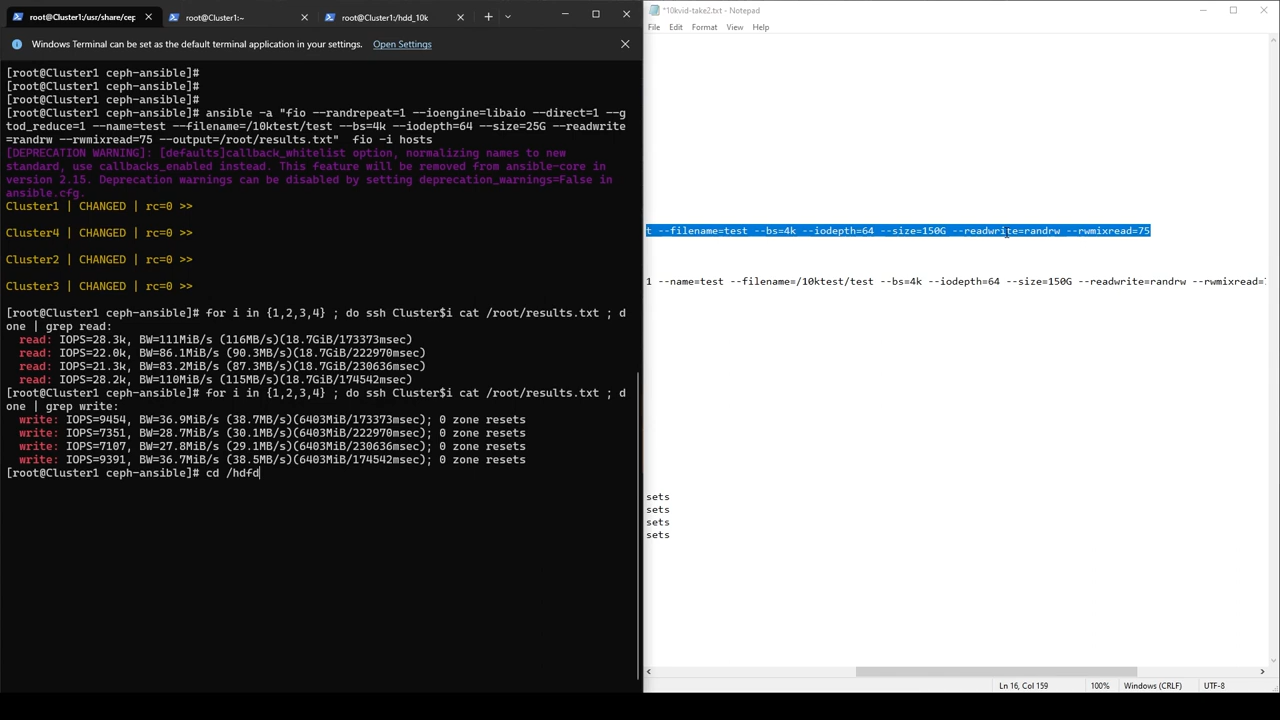 root@Cluster1:/usr/share/cep
root@Cluster1:~
root@Cluster1:/hdd_10k
Windows Terminal can be set as the default terminal application in your settings. Open Settings
[root@Cluster1 ceph-ansible]#
[root@Cluster1 ceph-ansible]#
[root@Cluster1 ceph-ansible]#
[root@Cluster1 ceph-ansible]# ansible -a "fio --randrepeat=1 --ioengine=libaio --direct=1 --g
tod_reduce=1 --name=test --filename=/10ktest/test --bs=4k --iodepth=64 --size=25G --readwrite
=randrw --rwmixread=75 --output=/root/results.txt"  fio -i hosts
[DEPRECATION WARNING]: [defaults]callback_whitelist option, normalizing names to new
standard, use callbacks_enabled instead. This feature will be removed from ansible-core in
version 2.15. Deprecation warnings can be disabled by setting deprecation_warnings=False in
ansible.cfg.
Cluster1 | CHANGED | rc=0 >>
Cluster4 | CHANGED | rc=0 >>
Cluster2 | CHANGED | rc=0 >>
Cluster3 | CHANGED | rc=0 >>
[root@Cluster1 ceph-ansible]# for i in {1,2,3,4} ; do ssh Cluster$i cat /root/results.txt ; d
one | grep read:
read: IOPS=28.3k, BW=111MiB/s (116MB/s)(18.7GiB/173373msec)
read: IOPS=22.0k, BW=86.1MiB/s (90.3MB/s)(18.7GiB/222970msec)
read: IOPS=21.3k, BW=83.2MiB/s (87.3MB/s)(18.7GiB/230636msec)
read: IOPS=28.2k, BW=110MiB/s (115MB/s)(18.7GiB/174542msec)
[root@Cluster1 ceph-ansible]# for i in {1,2,3,4} ; do ssh Cluster$i cat /root/results.txt ; d
one | grep write:
write: IOPS=9454, BW=36.9MiB/s (38.7MB/s)(6403MiB/173373msec); 0 zone resets
write: IOPS=7351, BW=28.7MiB/s (30.1MB/s)(6403MiB/222970msec); 0 zone resets
write: IOPS=7107, BW=27.8MiB/s (29.1MB/s)(6403MiB/230636msec); 0 zone resets
write: IOPS=9391, BW=36.7MiB/s (38.5MB/s)(6403MiB/174542msec); 0 zone resets
[root@Cluster1 ceph-ansible]# cd /hdfd
*10kvid-take2.txt - Notepad
File Edit Format View Help
t --filename=test --bs=4k --iodepth=64 --size=150G --readwrite=randrw --rwmixread=75
1 --name=test --filename=/10ktest/test --bs=4k --iodepth=64 --size=150G --readwrite=randrw --rwmixread=7
sets
sets
sets
sets
Ln 16, Col 159 100% Windows (CRLF) UTF-8